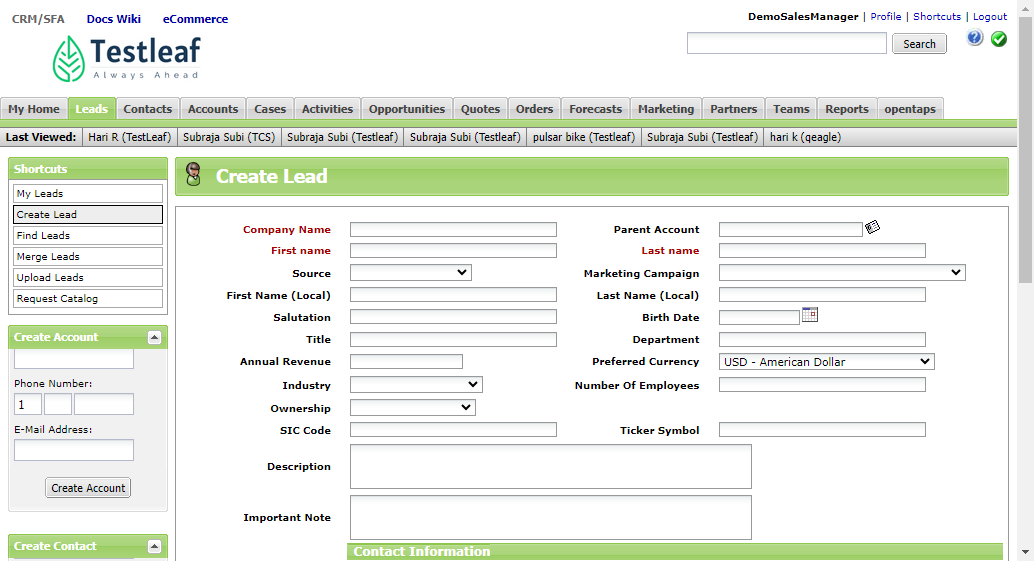 CRM/SFA Docs Wiki eCommerce
DemoSalesManager | Profile | Shortcuts | Logout
Testleaf
Always Ahead
Search
My Home Leads Contacts Accounts Cases Activities Opportunities Quotes Orders Forecasts Marketing Partners Teams Reports opentaps
Last Viewed: Hari R (TestLeaf) Subraja Subi (TCS) Subraja Subi (Testleaf) Subraja Subi (Testleaf) pulsar bike (Testleaf) Subraja Subi (Testleaf) hari k (qeagle)
Shortcuts
My Leads
Create Lead
Find Leads
Merge Leads
Upload Leads
Request Catalog
Create Account
Phone Number:
1
E-Mail Address:
Create Account
Create Contact
Create Lead
Company Name Parent Account
First name Last name
Source Marketing Campaign
First Name (Local) Last Name (Local)
Salutation Birth Date
Title Department
Annual Revenue Preferred Currency USD - American Dollar
Industry Number Of Employees
Ownership
SIC Code Ticker Symbol
Description
Important Note
Contact Information